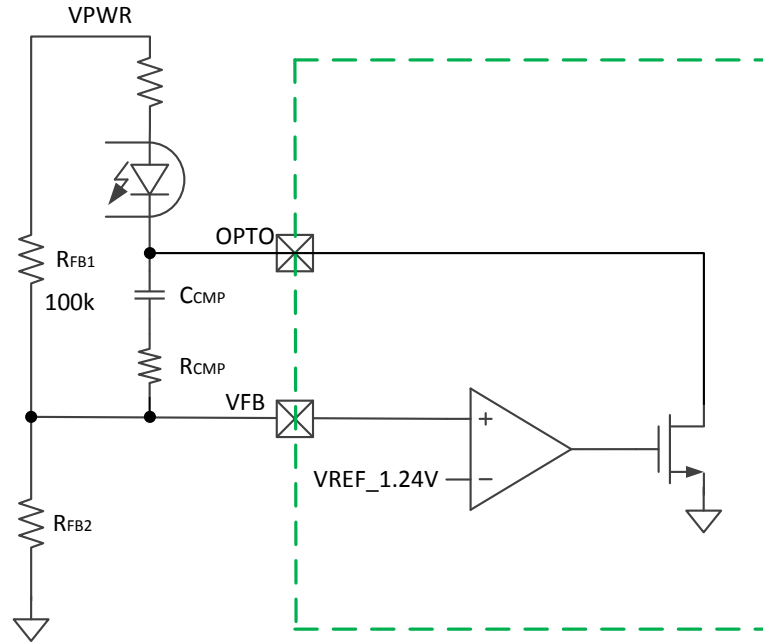 VPWR
OPTO
RFB1
100k
CCMP
RCMP
VFB
+
VREF_1.24V
−
RFB2